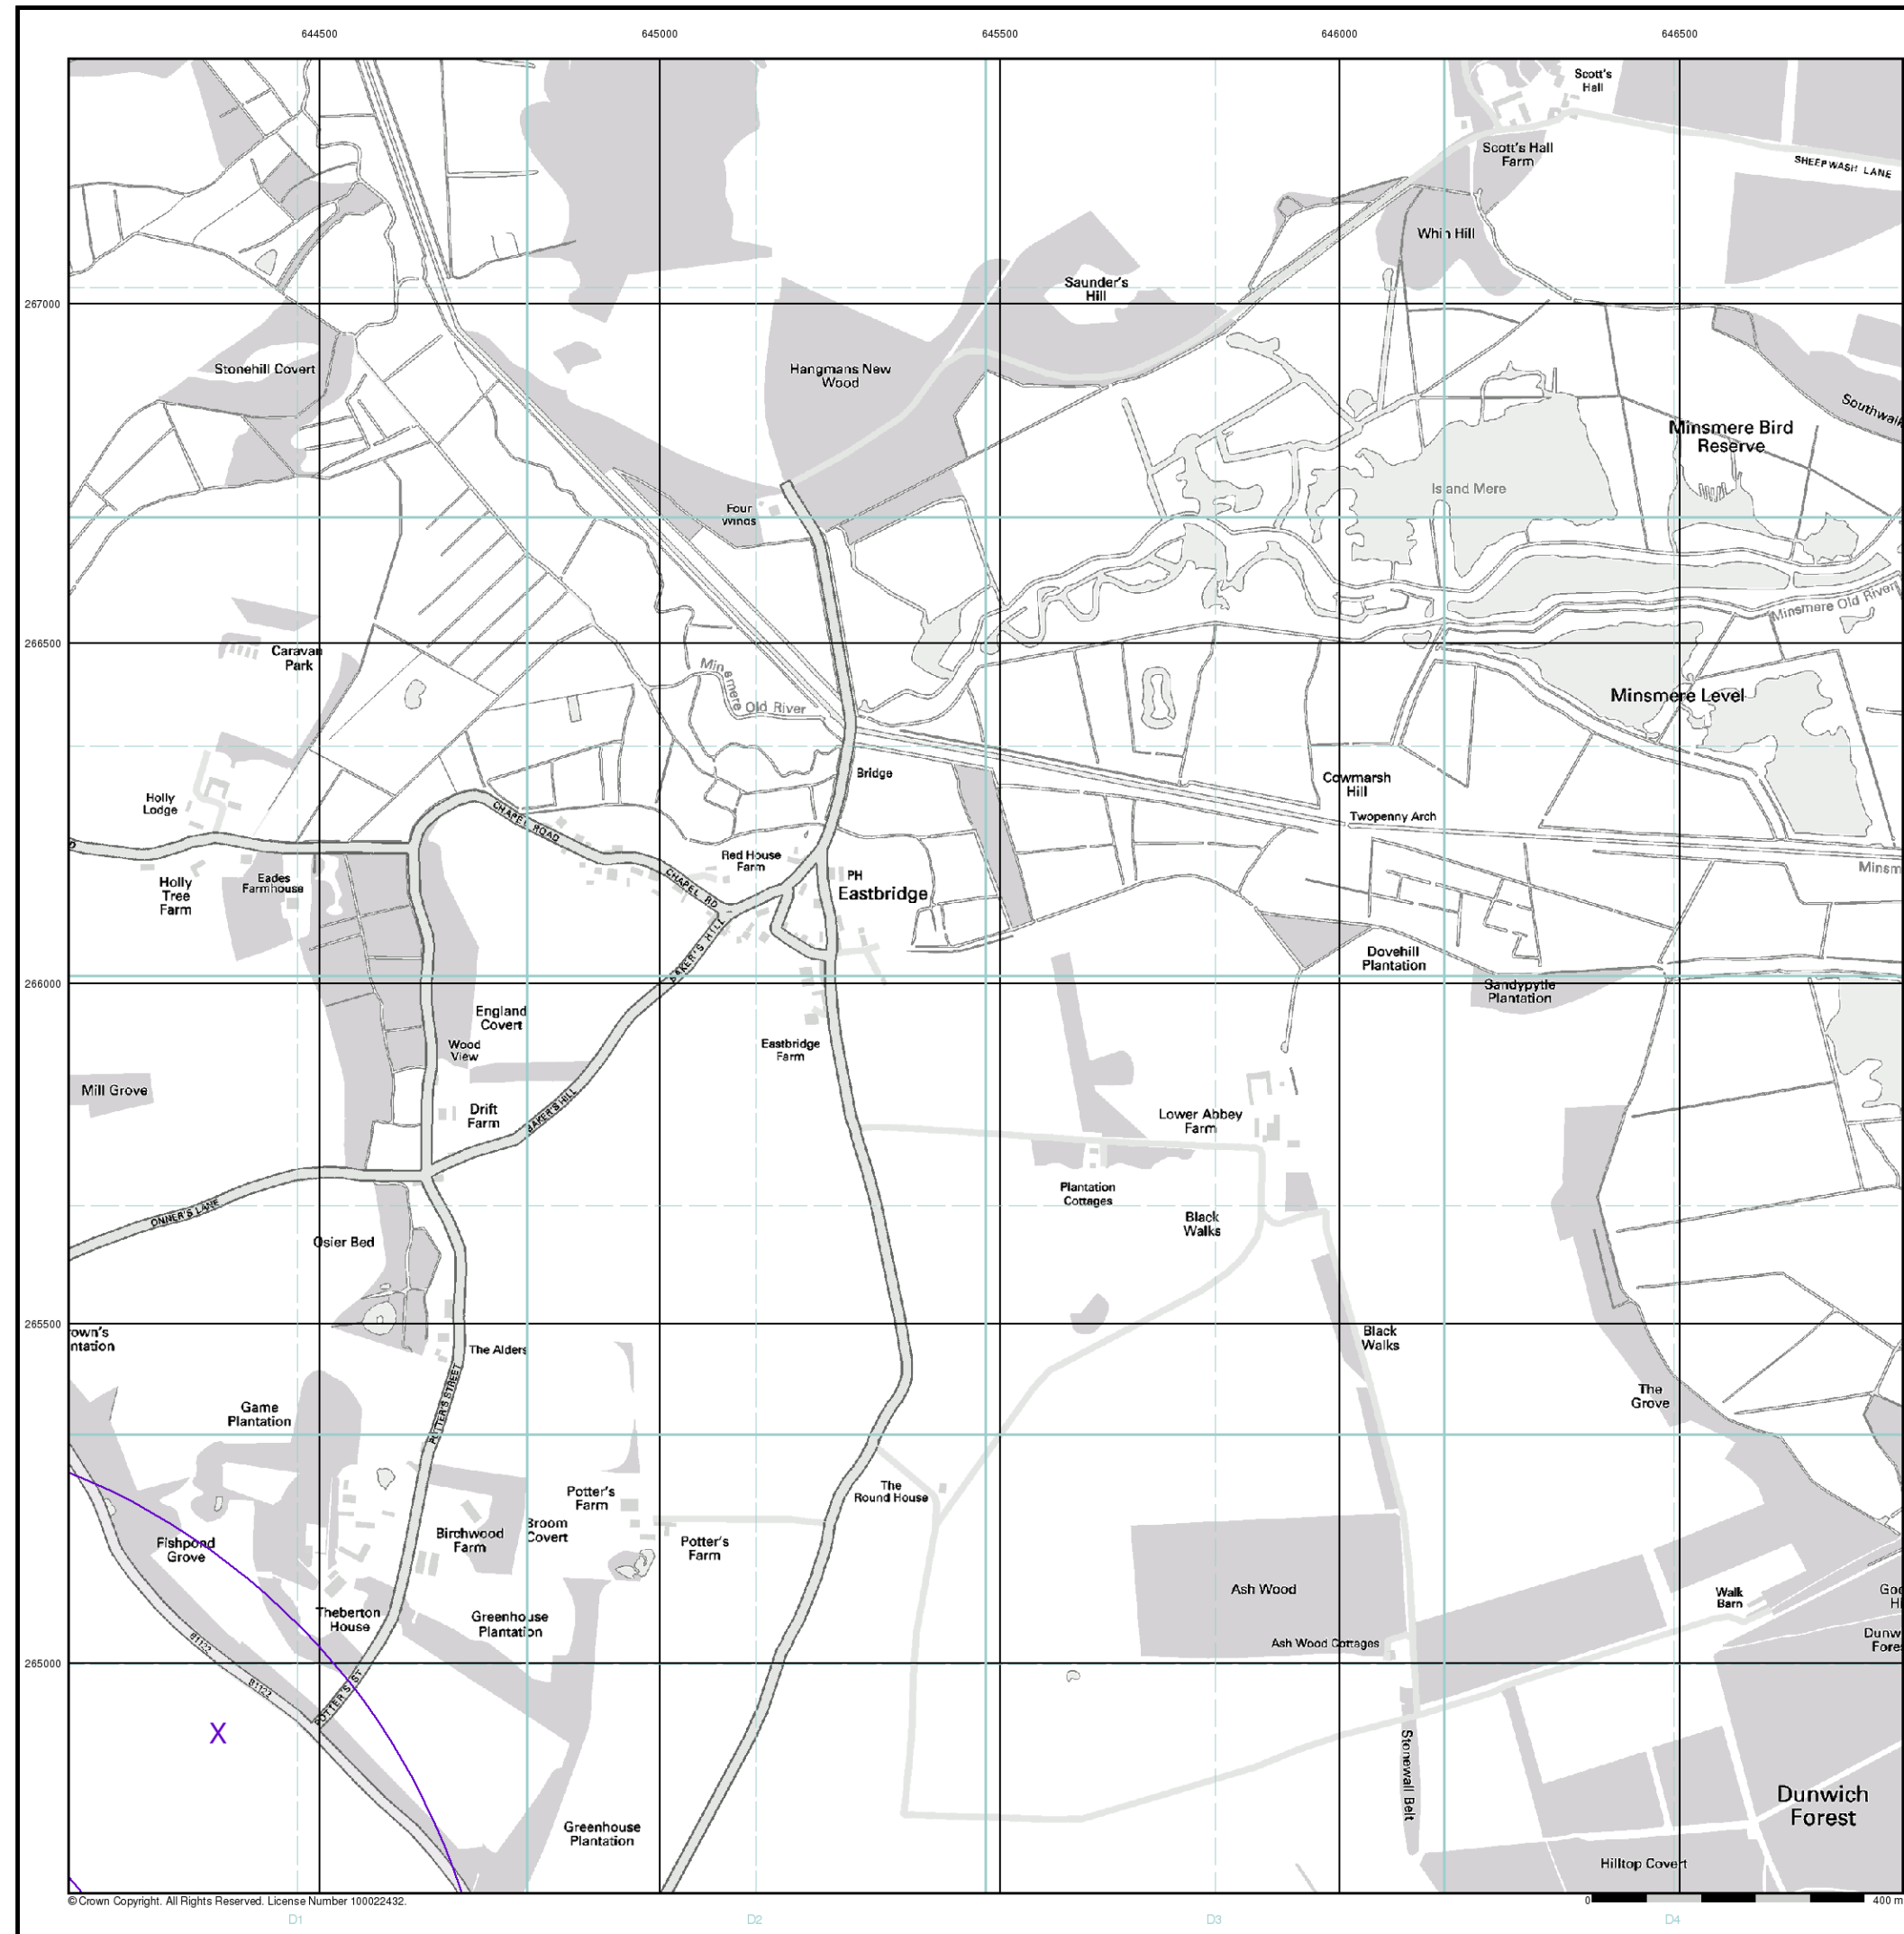 644500 645000 645500 646000 646500
Scott's
Hall
Scott's Hall
Farm
SHEEPWASH LANE
Whin Hill
Saunder's
Hill
267000
Stonehill Covert
Hangmans New
Wood
Minsmere Bird
Reserve
Island Mere
Four
Winds
Minsmere Old River
266500
Caravan
Park
Minsmere Old River
Minsmere Level
Bridge
Cowmarsh
Hill
Twopenny Arch
Holly
Lodge
CHAPEL ROAD
Red House
Farm
CHAPEL RD
PH
Eastbridge
Eades
Farmhouse
Holly
Tree
Farm
BAKER'S HILL
Dovehill
Plantation
Sandypytle
Plantation
266000
England
Covert
Wood
View
Eastbridge
Farm
Mill Grove
Drift
Farm
BAKER'S HILL
Lower Abbey
Farm
Plantation
Cottages
Black
Walks
ONNER'S LANE
Osier Bed
265500
own's
ntation
The Alders
Black
Walks
POTTER'S STREET
The
Grove
Game
Plantation
Potter's
Farm
The
Round House
Fishpond
Grove
Birchwood
Farm
Broom
Covert
Potter's
Farm
Ash Wood
Walk
Barn
Theberton
House
Greenhouse
Plantation
Ash Wood Cottages
B1122
265000
B1122
POTTER'S ST
X
Stonewall Belt
Dunwich
Forest
Greenhouse
Plantation
Hilltop Covert
© Crown Copyright. All Rights Reserved. License Number 100022432.
0 400 m
D1 D2 D3 D4